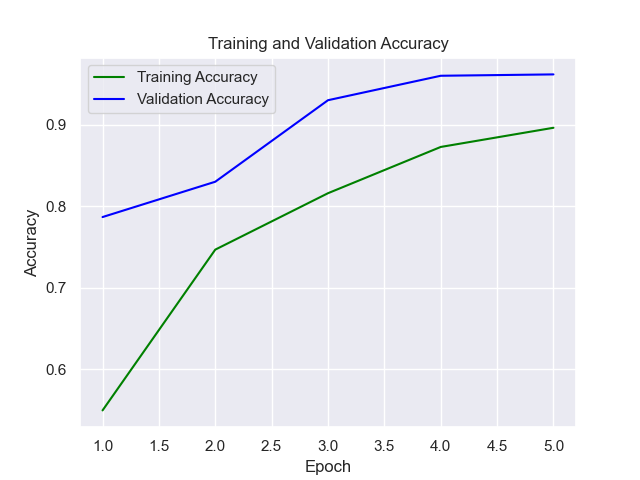 Training and Validation Accuracy
Training Accuracy
Validation Accuracy
0.9
0.8
0.7
0.6
Accuracy
1.0 1.5 2.0 2.5 3.0 3.5 4.0 4.5 5.0
Epoch